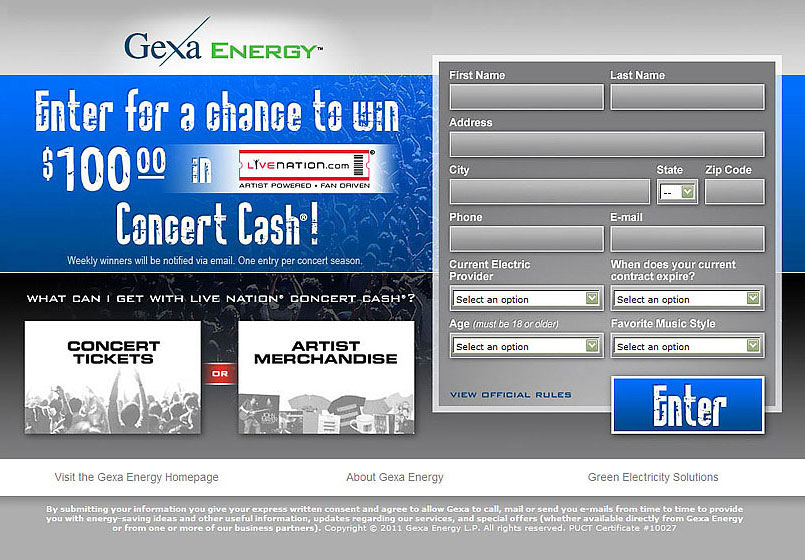 Gexa ENERGY™
Enter for a chance to win
$100.00 in LIVENATION.com®
ARTIST POWERED • FAN DRIVEN
Concert Cash®!
Weekly winners will be notified via email. One entry per concert season.
WHAT CAN I GET WITH LIVE NATION® CONCERT CASH®?
CONCERT
TICKETS
OR
ARTIST
MERCHANDISE
First Name
Last Name
Address
City
State
Zip Code
--
Phone
E-mail
Current Electric
Provider
When does your current
contract expire?
Select an option
Select an option
Age (must be 18 or older)
Favorite Music Style
Select an option
Select an option
VIEW OFFICIAL RULES
Enter
Visit the Gexa Energy Homepage
About Gexa Energy
Green Electricity Solutions
By submitting your information you give your express written consent and agree to allow Gexa to call, mail or send you e-mails from time to time to provide
you with energy-saving ideas and other useful information, updates regarding our services, and special offers (whether available directly from Gexa Energy
or from one or more of our business partners). Copyright © 2011 Gexa Energy L.P. All rights reserved. PUCT Certificate #10027